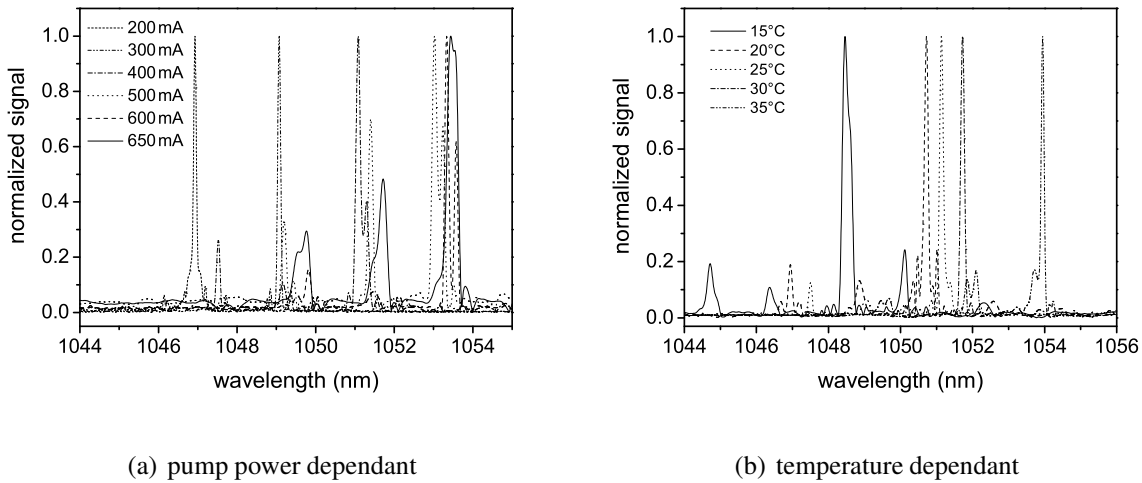 1.0
0.8
0.6
0.4
0.2
0.0
normalized signal
200 mA
300 mA
400 mA
500 mA
600 mA
650 mA
1044 1046 1048 1050 1052 1054
wavelength (nm)
(a) pump power dependant
1.0
0.8
0.6
0.4
0.2
0.0
normalized signal
15°C
20°C
25°C
30°C
35°C
1044 1046 1048 1050 1052 1054 1056
wavelength (nm)
(b) temperature dependant